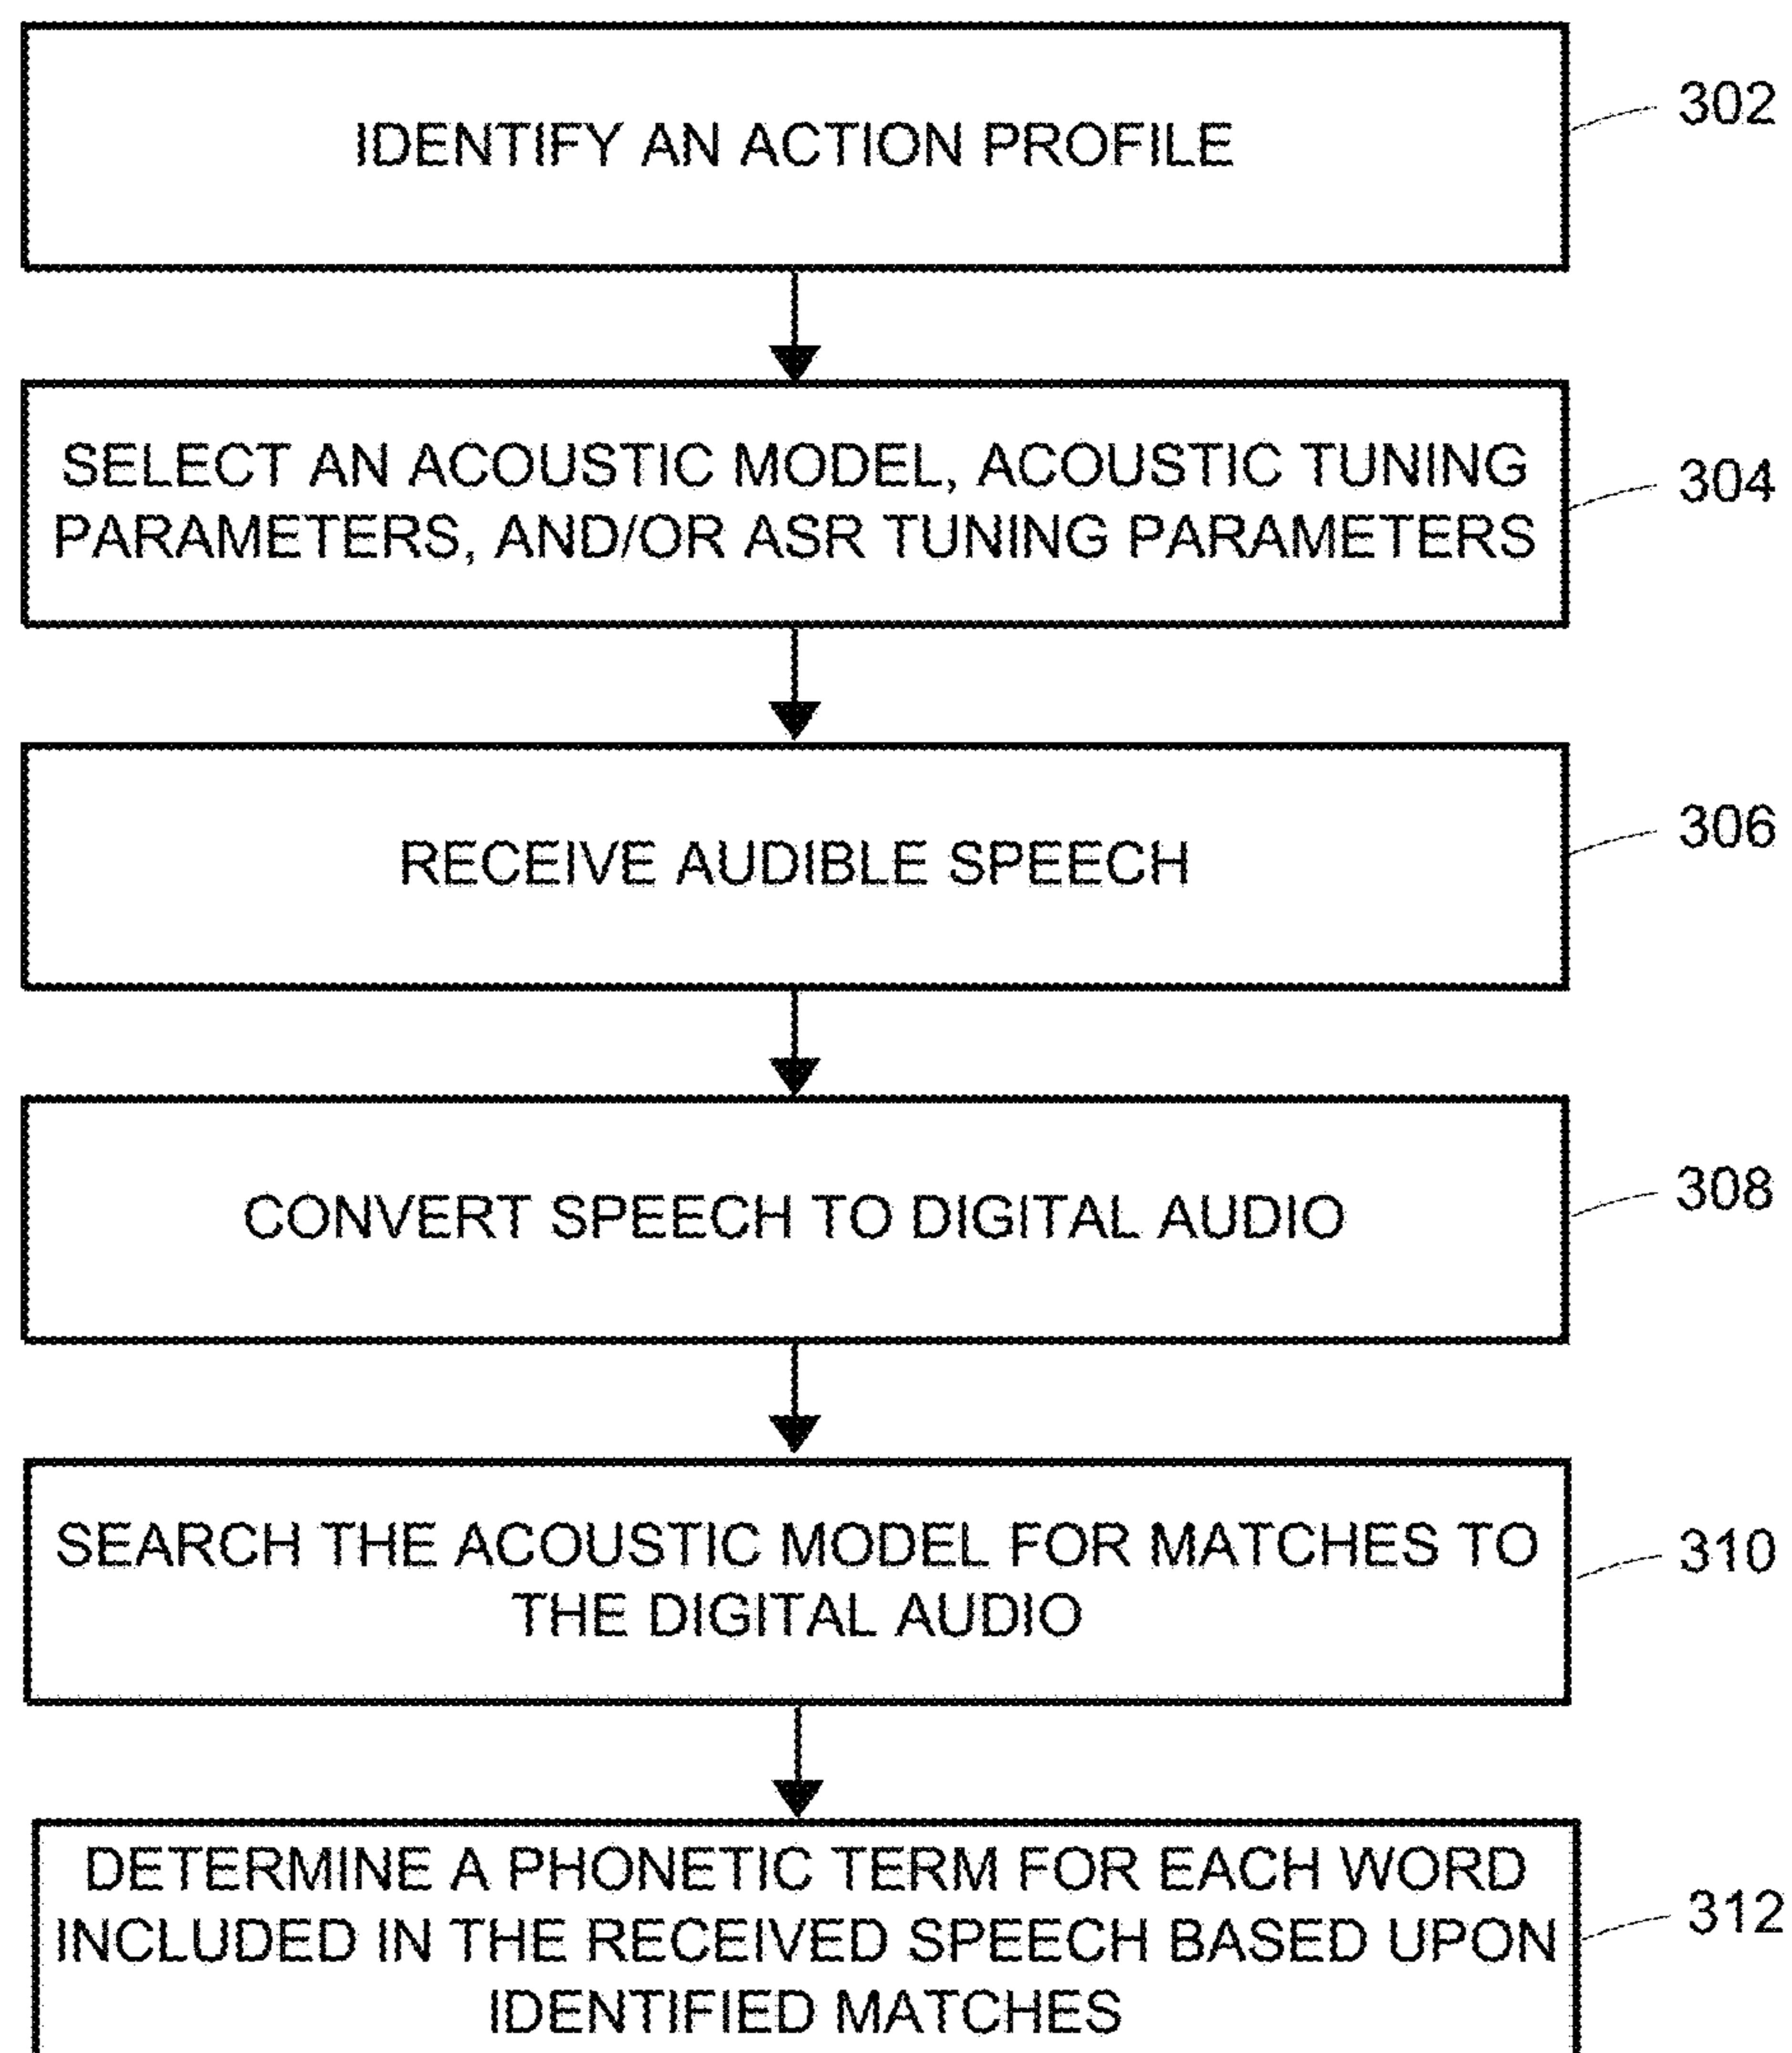 IDENTIFY AN ACTION PROFILE
302
SELECT AN ACOUSTIC MODEL, ACOUSTIC TUNING
PARAMETERS, AND/OR ASR TUNING PARAMETERS
304
RECEIVE AUDIBLE SPEECH
306
CONVERT SPEECH TO DIGITAL AUDIO
308
SEARCH THE ACOUSTIC MODEL FOR MATCHES TO
THE DIGITAL AUDIO
310
DETERMINE A PHONETIC TERM FOR EACH WORD
INCLUDED IN THE RECEIVED SPEECH BASED UPON
IDENTIFIED MATCHES
312